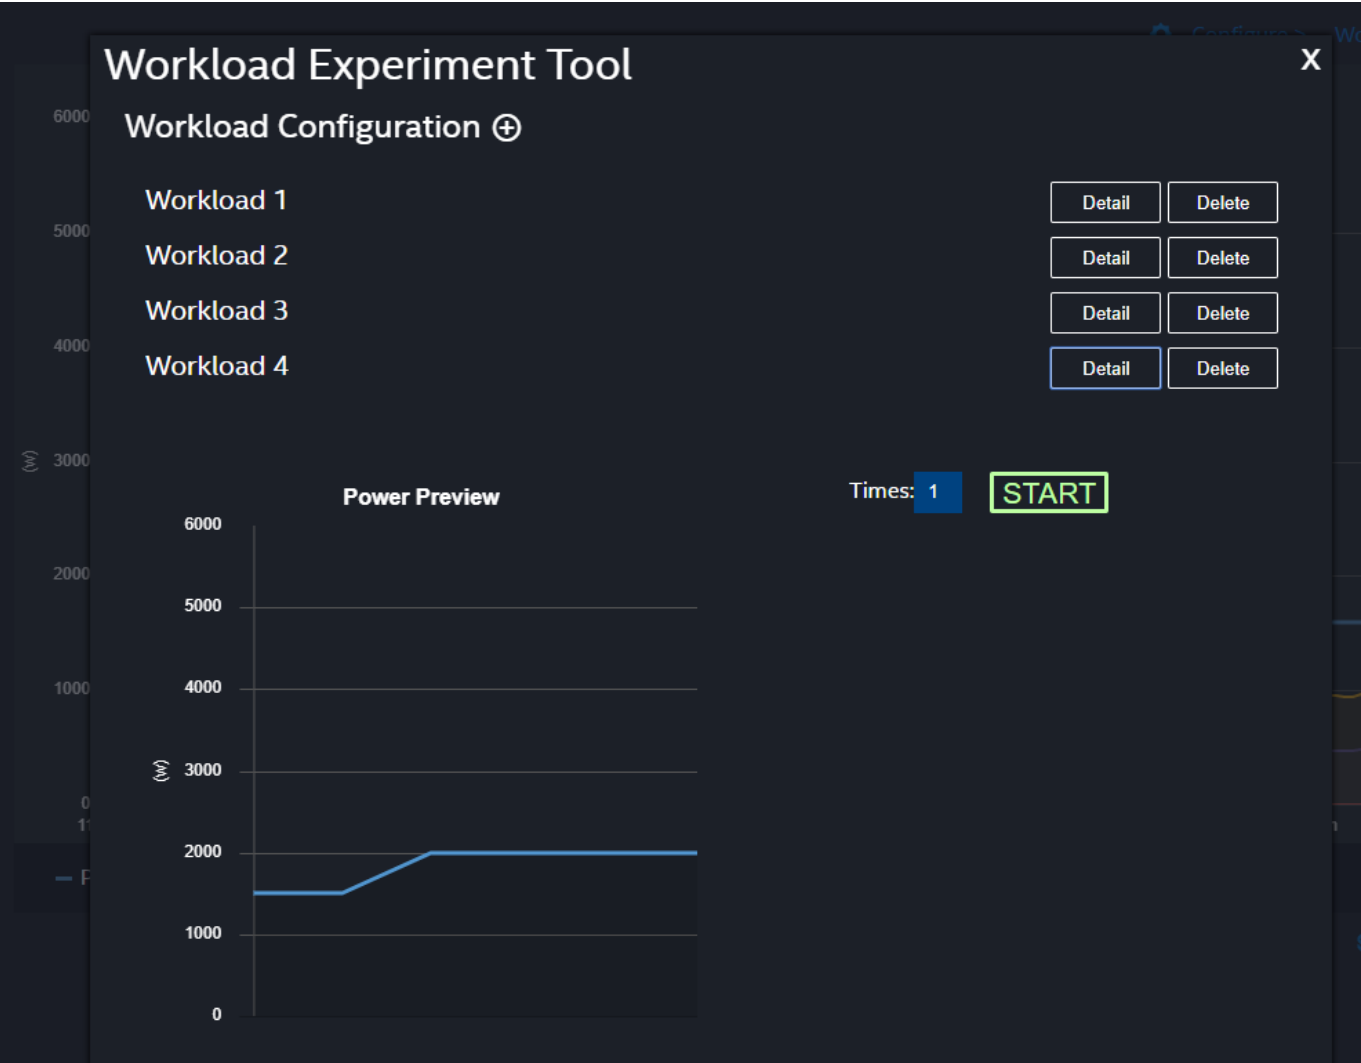 Configure >
Workload Experiment Tool X
Workload Configuration
Workload 1 Detail Delete
Workload 2 Detail Delete
Workload 3 Detail Delete
Workload 4 Detail Delete
Times: 1 START
Power Preview
6000
5000
4000
(W) 3000
2000
1000
0
6000
5000
4000
(W) 3000
2000
1000
0